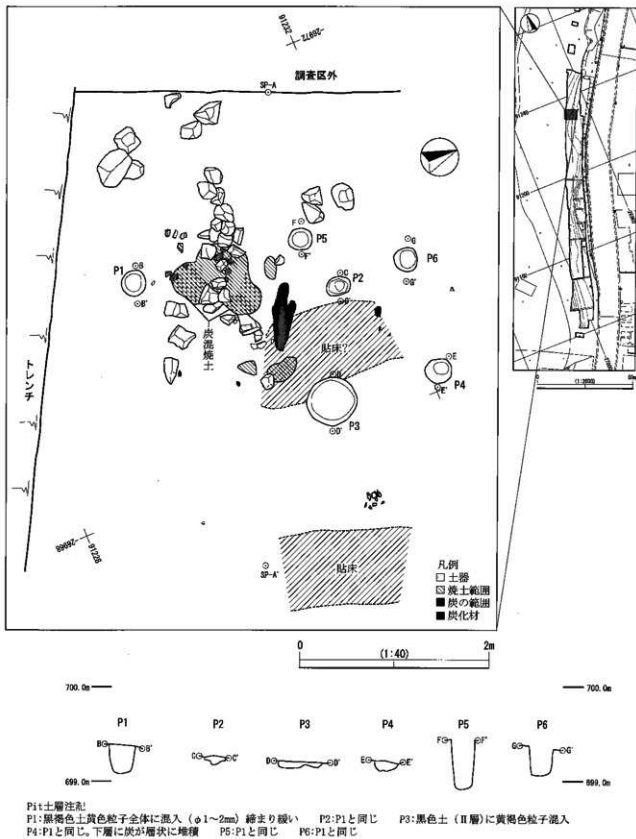 91232
-26972
調査区外
SP-A
F
P5
F'
G
P6
G'
B
P1
B'
C
P2
炭混焼土
貼床?
E
P4
E'
D
P3
D'
トレンチ
91226
SP-A'
貼床
凡例
土器
焼土範囲
炭の範囲
炭化材
0 (1:40) 2m
700.0m 700.0m
P1 P2 P3 P4 P5 P6
B B' C C' D D' E E' F F' G G'
699.0m 699.0m
Pit土層注記
P1:黒褐色土黄色粒子全体に混入(φ1~2mm)締まり緩い P2:P1と同じ P3:黒色土(Ⅱ層)に黄褐色粒子混入
P4:P1と同じ。下層に炭が層状に堆積 P5:P1と同じ P6:P1と同じ